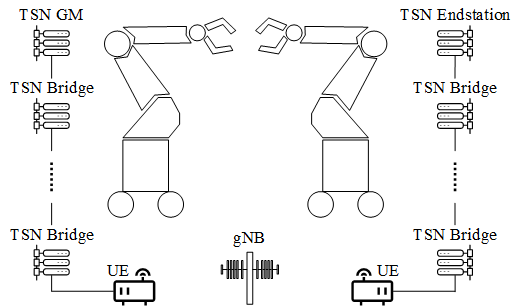 TSN GM
TSN Endstation
TSN Bridge
TSN Bridge
TSN Bridge
gNB
TSN Bridge
UE
UE